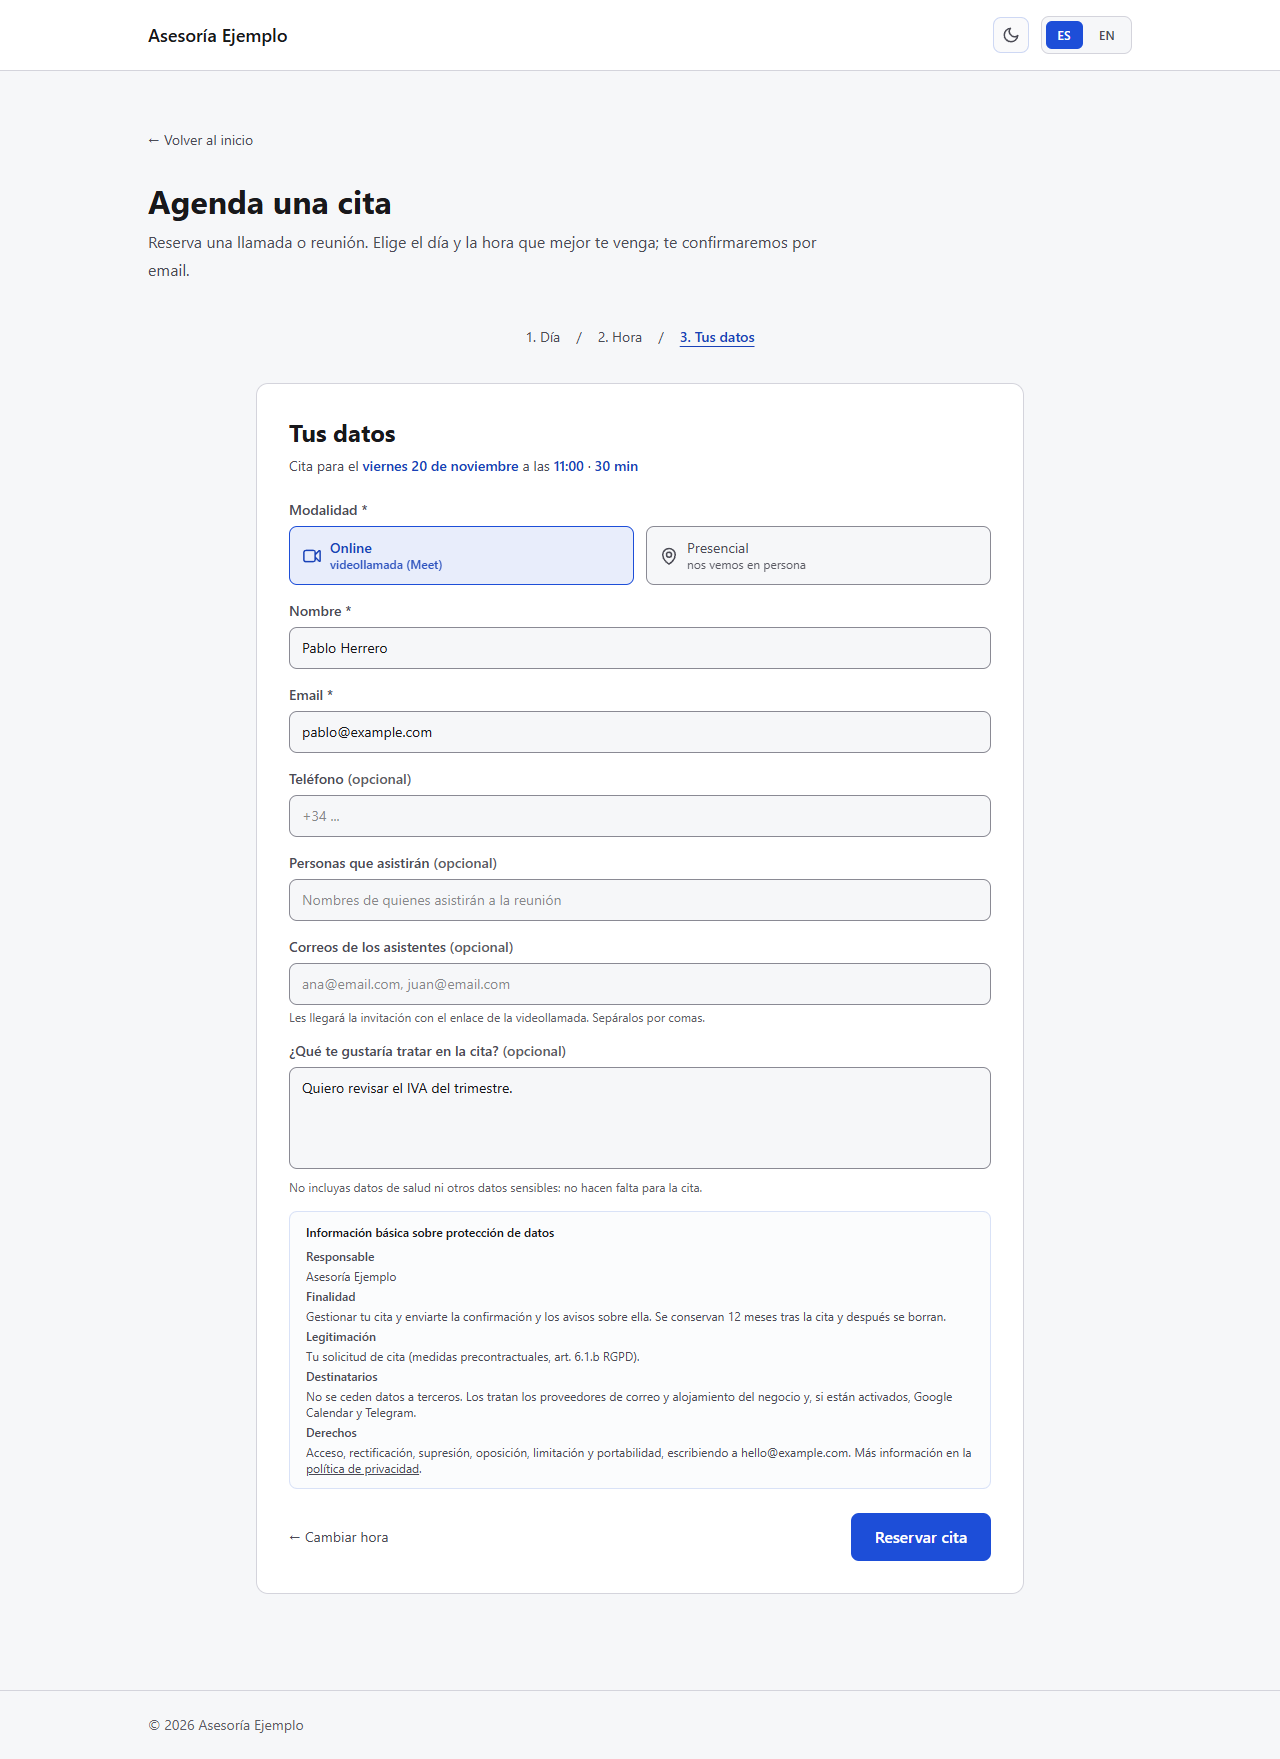 Asesoría Ejemplo
ES EN
← Volver al inicio
Agenda una cita
Reserva una llamada o reunión. Elige el día y la hora que mejor te venga; te confirmaremos por
email.
1. Día / 2. Hora / 3. Tus datos
Tus datos
Cita para el viernes 20 de noviembre a las 11:00 · 30 min
Modalidad *
Online
videollamada (Meet)
Presencial
nos vemos en persona
Nombre *
Pablo Herrero
Email *
pablo@example.com
Teléfono (opcional)
+34 ...
Personas que asistirán (opcional)
Nombres de quienes asistirán a la reunión
Correos de los asistentes (opcional)
ana@email.com, juan@email.com
Les llegará la invitación con el enlace de la videollamada. Sepáralos por comas.
¿Qué te gustaría tratar en la cita? (opcional)
Quiero revisar el IVA del trimestre.
No incluyas datos de salud ni otros datos sensibles: no hacen falta para la cita.
Información básica sobre protección de datos
Responsable
Asesoría Ejemplo
Finalidad
Gestionar tu cita y enviarte la confirmación y los avisos sobre ella. Se conservan 12 meses tras la cita y después se borran.
Legitimación
Tu solicitud de cita (medidas precontractuales, art. 6.1.b RGPD).
Destinatarios
No se ceden datos a terceros. Los tratan los proveedores de correo y alojamiento del negocio y, si están activados, Google
Calendar y Telegram.
Derechos
Acceso, rectificación, supresión, oposición, limitación y portabilidad, escribiendo a hello@example.com. Más información en la
política de privacidad.
← Cambiar hora
Reservar cita
© 2026 Asesoría Ejemplo